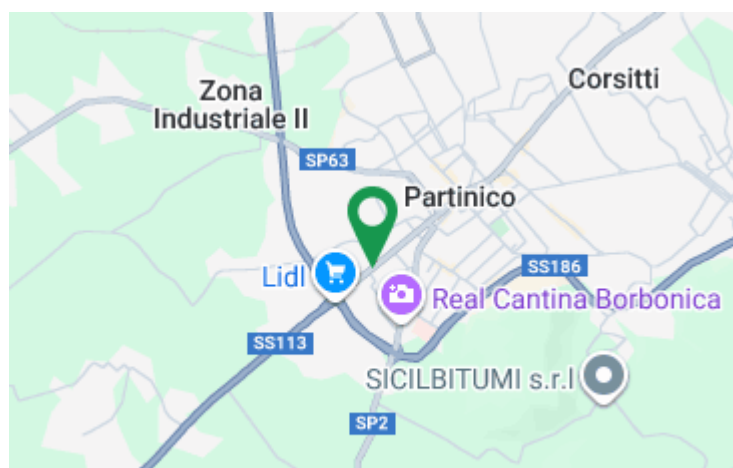 Corsitti
Zona
Industriale II
SP63
Partinico
Lidl
SS186
Real Cantina Borbonica
SS113
SICILBITUMI s.r.l
SP2